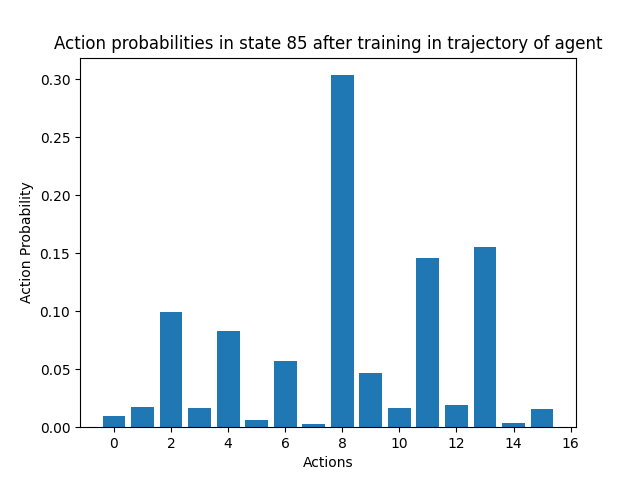 Action probabilities in state 85 after training in trajectory of agent
0.30
0.25
0.20
0.15
0.10
0.05
0.00
Action Probability
0 2 4 6 8 10 12 14 16
Actions